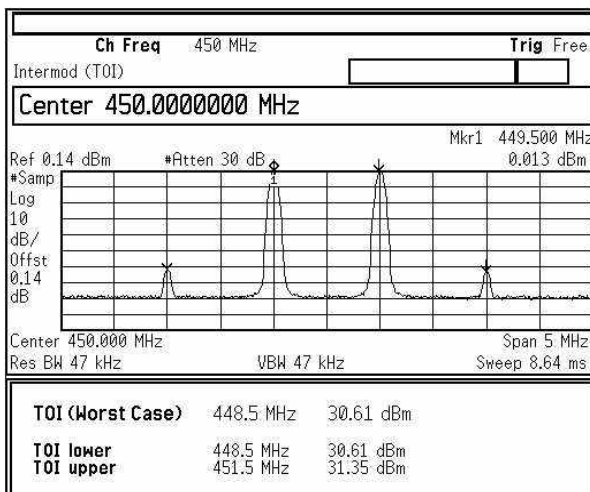 Ch Freq 450 MHz Trig Free
Intermod (TOI)
Center 450.0000000 MHz
Mkr1 449.500 MHz
Ref 0.14 dBm #Atten 30 dB 0.013 dBm
#Samp
Log
10
dB/
Offst
0.14
dB
1
Center 450.000 MHz Span 5 MHz
Res BW 47 kHz VBW 47 kHz Sweep 8.64 ms
TOI (Worst Case) 448.5 MHz 30.61 dBm
TOI lower 448.5 MHz 30.61 dBm
TOI upper 451.5 MHz 31.35 dBm